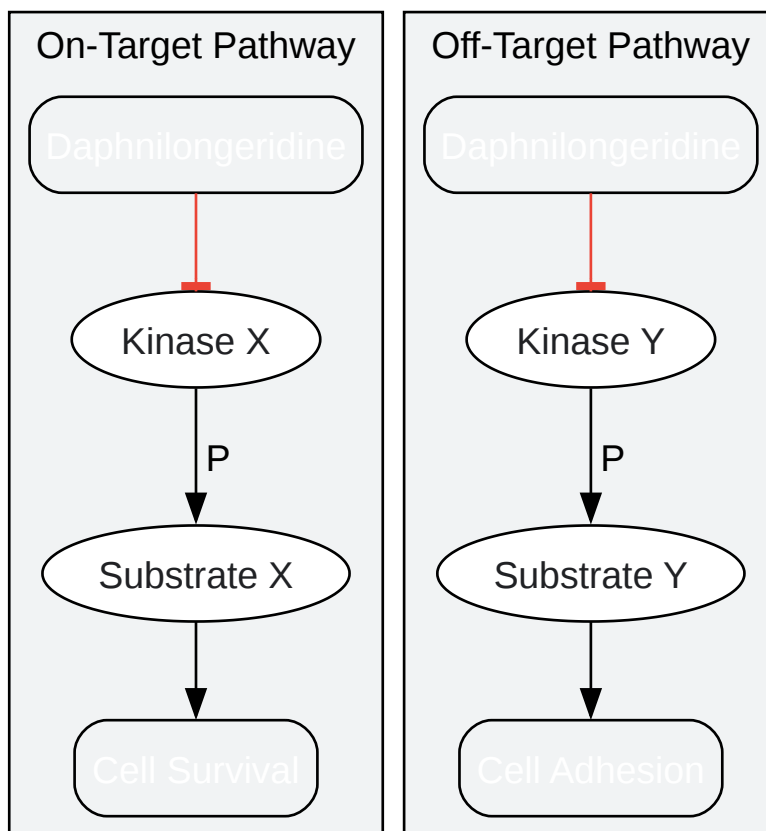 On-Target Pathway
Daphnilongeridine
Kinase X
P
Substrate X
Cell Survival
Off-Target Pathway
Daphnilongeridine
Kinase Y
P
Substrate Y
Cell Adhesion